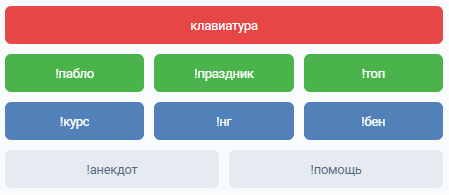 клавиатура
!пабло !праздник !топ
!курс !нг !бен
!анекдот !помощь